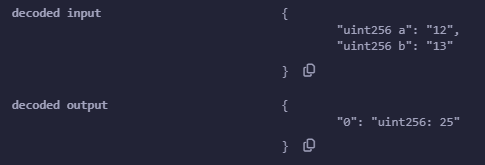 decoded input {
"uint256 a": "12",
"uint256 b": "13"
}
decoded output {
"0": "uint256: 25"
}